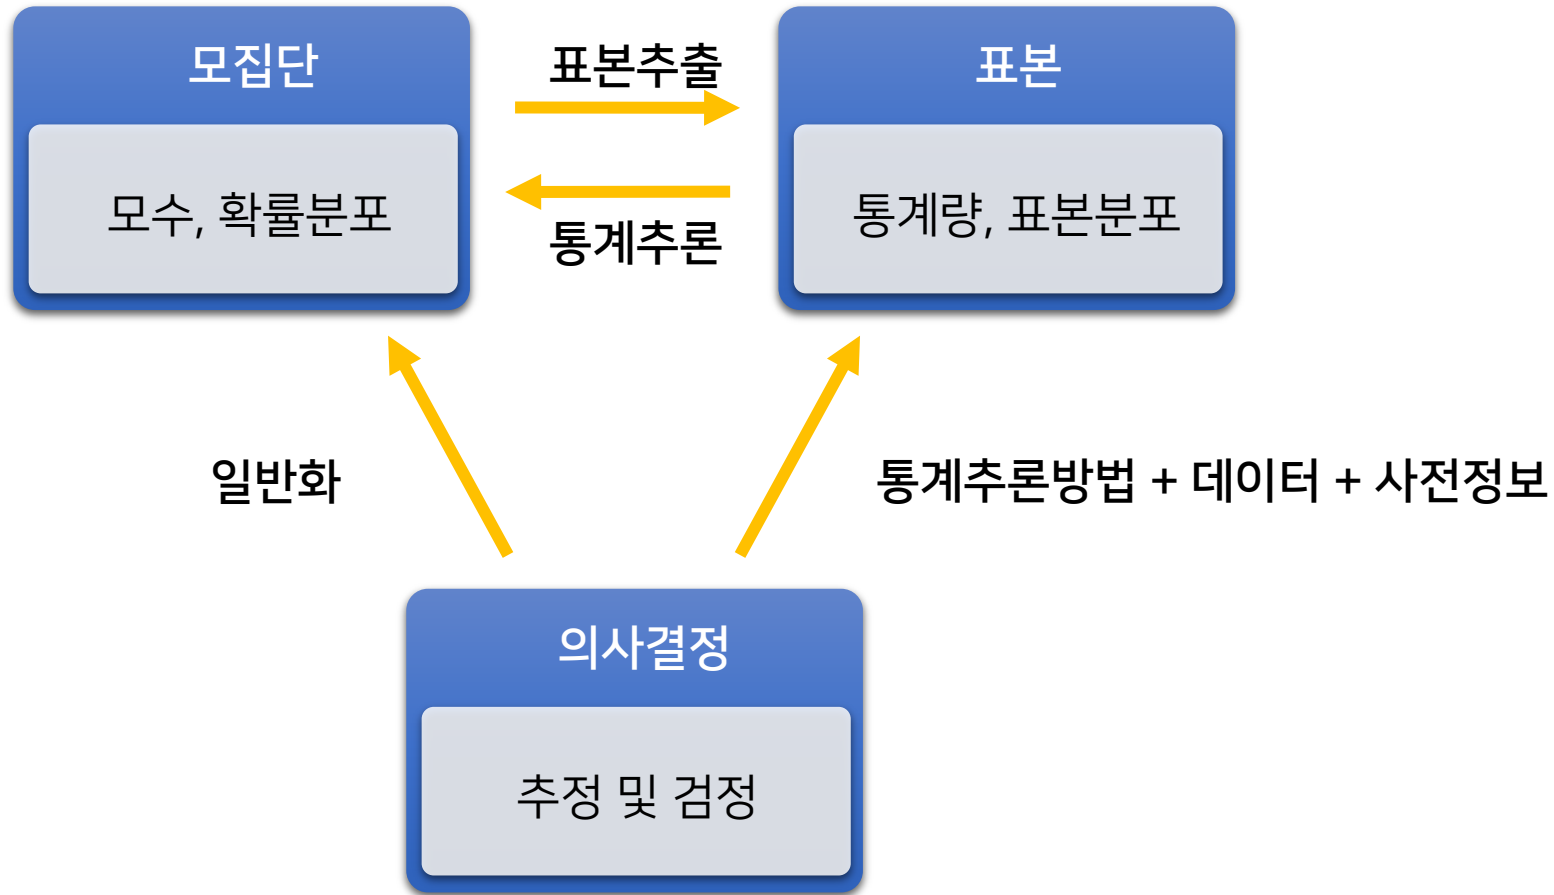 모집단
표본추출
표본
모수, 확률분포
통계추론
통계량, 표본분포
일반화
통계추론방법 + 데이터 + 사전정보
의사결정
추정 및 검정